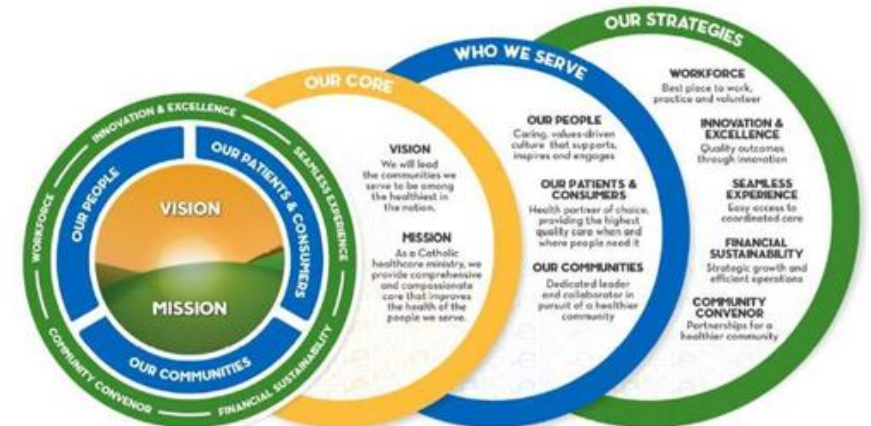 INNOVATION & EXCELLENCE
SEAMLESS EXPERIENCE
FINANCIAL SUSTAINABILITY
COMMUNITY CONVENOR
WORKFORCE
OUR PEOPLE
OUR PATIENTS & CONSUMERS
OUR COMMUNITIES
VISION
MISSION
OUR CORE
VISION
We will lead
the communities we
serve to be among
the healthiest in
the nation.
MISSION
As a Catholic
healthcare ministry, we
provide comprehensive
and compassionate
care that improves
the health of the
people we serve.
WHO WE SERVE
OUR PEOPLE
Caring, values-driven
culture that supports,
inspires and engages
OUR PATIENTS &
CONSUMERS
Health partner of choice,
providing the highest
quality care when and
where people need it
OUR COMMUNITIES
Dedicated leader
and collaborator in
pursuit of a healthier
community
OUR STRATEGIES
WORKFORCE
Best place to work,
practice and volunteer
INNOVATION &
EXCELLENCE
Quality outcomes
through innovation
SEAMLESS
EXPERIENCE
Easy access to
coordinated care
FINANCIAL
SUSTAINABILITY
Strategic growth and
efficient operations
COMMUNITY
CONVENOR
Partnerships for a
healthier community